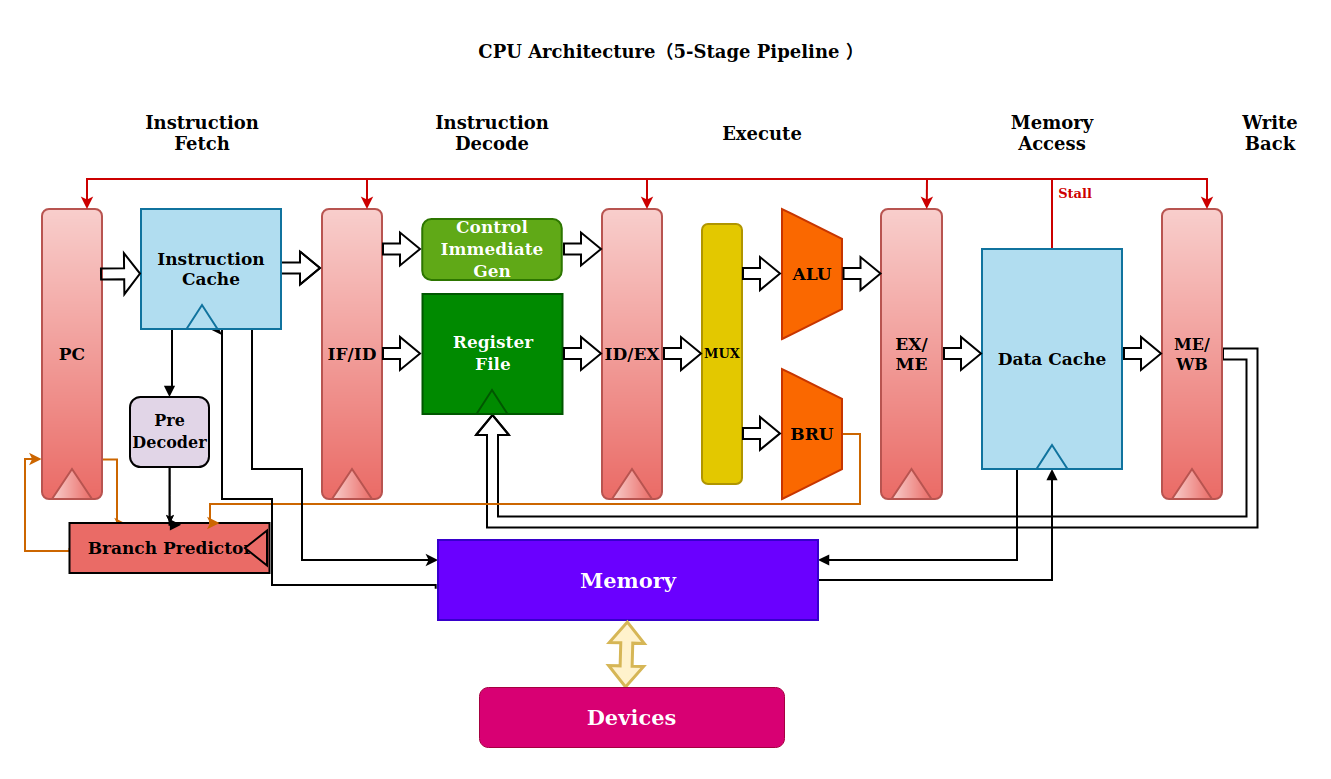 CPU Architecture（5-Stage Pipeline ）
Instruction
Fetch
Instruction
Decode
Execute
Memory
Access
Write
Back
Stall
PC
Instruction
Cache
IF/ID
Control
Immediate
Gen
Register
File
ID/EX
MUX
ALU
BRU
EX/
ME
Data Cache
ME/
WB
Pre
Decoder
Branch Predictor
Memory
Devices